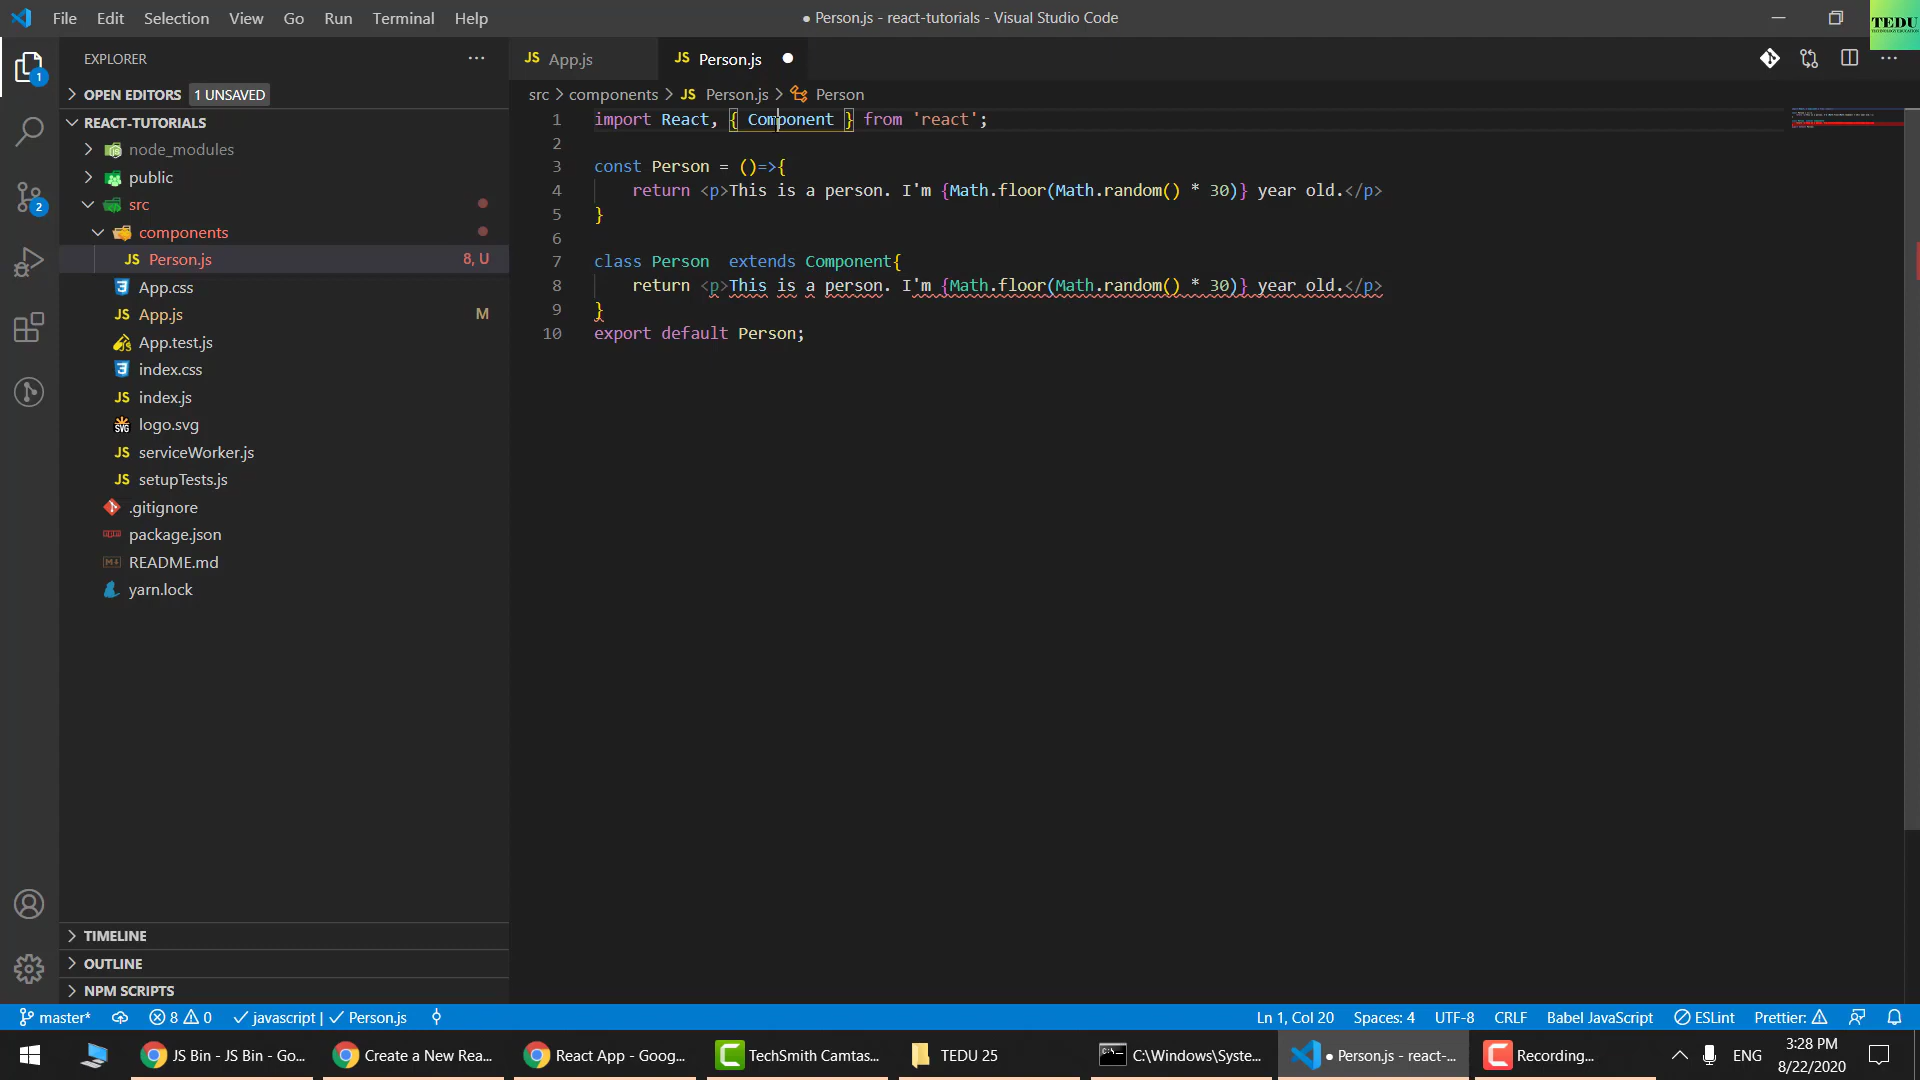 File Edit Selection View Go Run Terminal Help
● Person.js - react-tutorials - Visual Studio Code
TEDU
TECHNOLOGY EDUCATION
EXPLORER
OPEN EDITORS 1 UNSAVED
REACT-TUTORIALS
node_modules
public
src
components
JS Person.js 8, U
App.css
JS App.js M
App.test.js
index.css
JS index.js
SVG logo.svg
JS serviceWorker.js
JS setupTests.js
.gitignore
package.json
README.md
yarn.lock
TIMELINE
OUTLINE
NPM SCRIPTS
1
2
JS App.js JS Person.js ●
src > components > JS Person.js > Person
1 import React, { Component } from 'react';
2
3 const Person = ()=>{
4 return <p>This is a person. I'm {Math.floor(Math.random() * 30)} year old.</p>
5 }
6
7 class Person  extends Component{
8 return <p>This is a person. I'm {Math.floor(Math.random() * 30)} year old.</p>
9 }
10 export default Person;
master* 8 0 javascript | Person.js Ln 1, Col 20 Spaces: 4 UTF-8 CRLF Babel JavaScript ESLint Prettier:
JS Bin - JS Bin - Go... Create a New Rea... React App - Goog... TechSmith Camtas... TEDU 25 C:\Windows\Syste... ● Person.js - react-... Recording... ENG 3:28 PM
8/22/2020